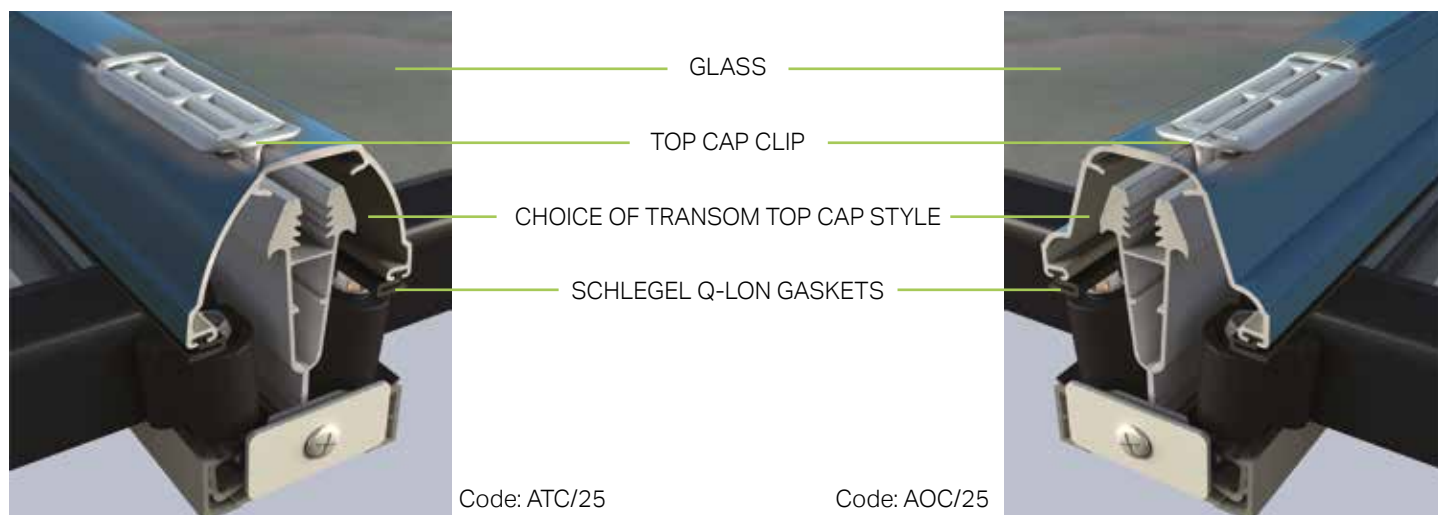 GLASS
TOP CAP CLIP
CHOICE OF TRANSOM TOP CAP STYLE
SCHLEGEL Q-LON GASKETS
Code: ATC/25
Code: AOC/25